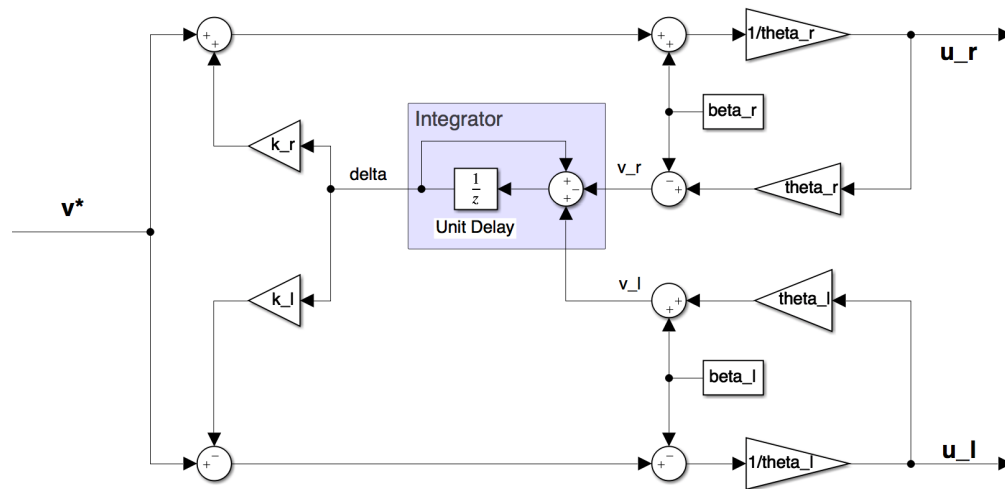 1/theta_r
u_r
beta_r
Integrator
k_r
delta
1
z
Unit Delay
v_r
theta_r
v*
k_l
v_l
theta_l
beta_l
1/theta_l
u_l